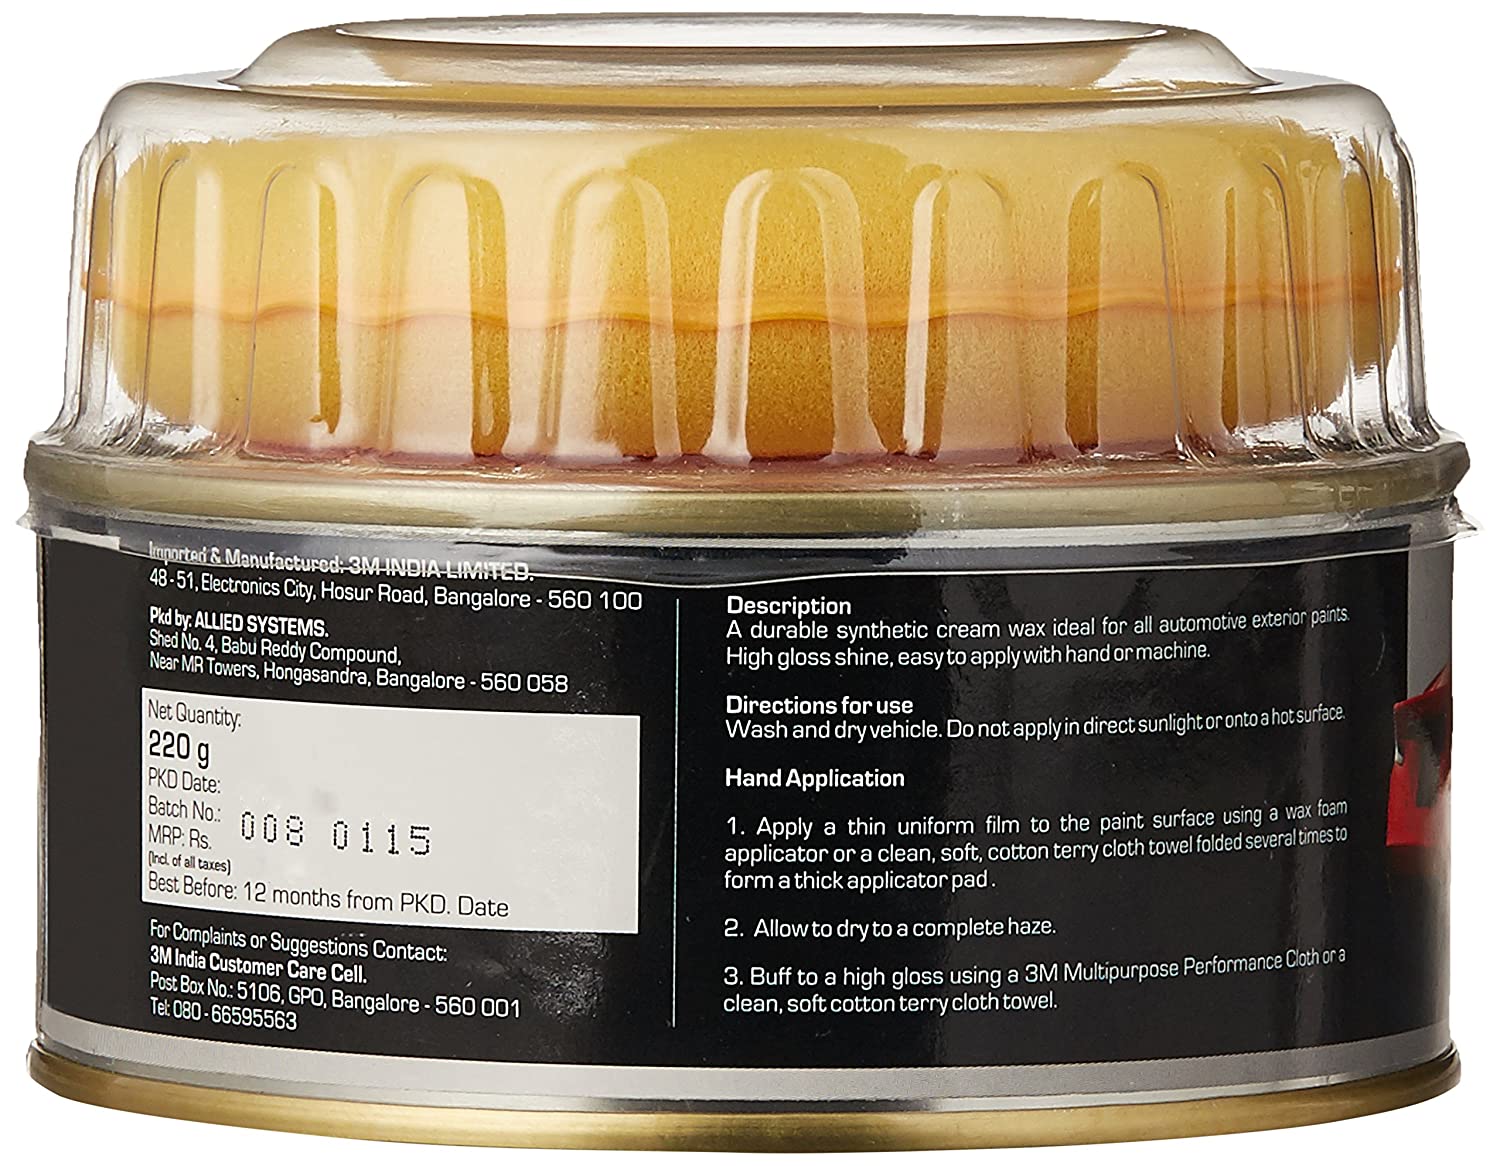 Imported & Manufactured: 3M INDIA LIMITED.
48 - 51, Electronics City, Hosur Road, Bangalore - 560 100
Pkd by: ALLIED SYSTEMS.
Shed No. 4, Babu Reddy Compound,
Near MR Towers, Hongasandra, Bangalore - 560 058
Net Quantity:
220 g
PKD Date:
Batch No.: 008 0115
MRP: Rs.
(Incl. of all taxes)
Best Before: 12 months from PKD. Date
For Complaints or Suggestions Contact:
3M India Customer Care Cell.
Post Box No.: 5106, GPO, Bangalore - 560 001
Tel: 080 - 66595563
Description
A durable synthetic cream wax ideal for all automotive exterior paints.
High gloss shine, easy to apply with hand or machine.
Directions for use
Wash and dry vehicle. Do not apply in direct sunlight or onto a hot surface.
Hand Application
1. Apply a thin uniform film to the paint surface using a wax foam
applicator or a clean, soft, cotton terry cloth towel folded several times to
form a thick applicator pad .
2. Allow to dry to a complete haze.
3. Buff to a high gloss using a 3M Multipurpose Performance Cloth or a
clean, soft cotton terry cloth towel.